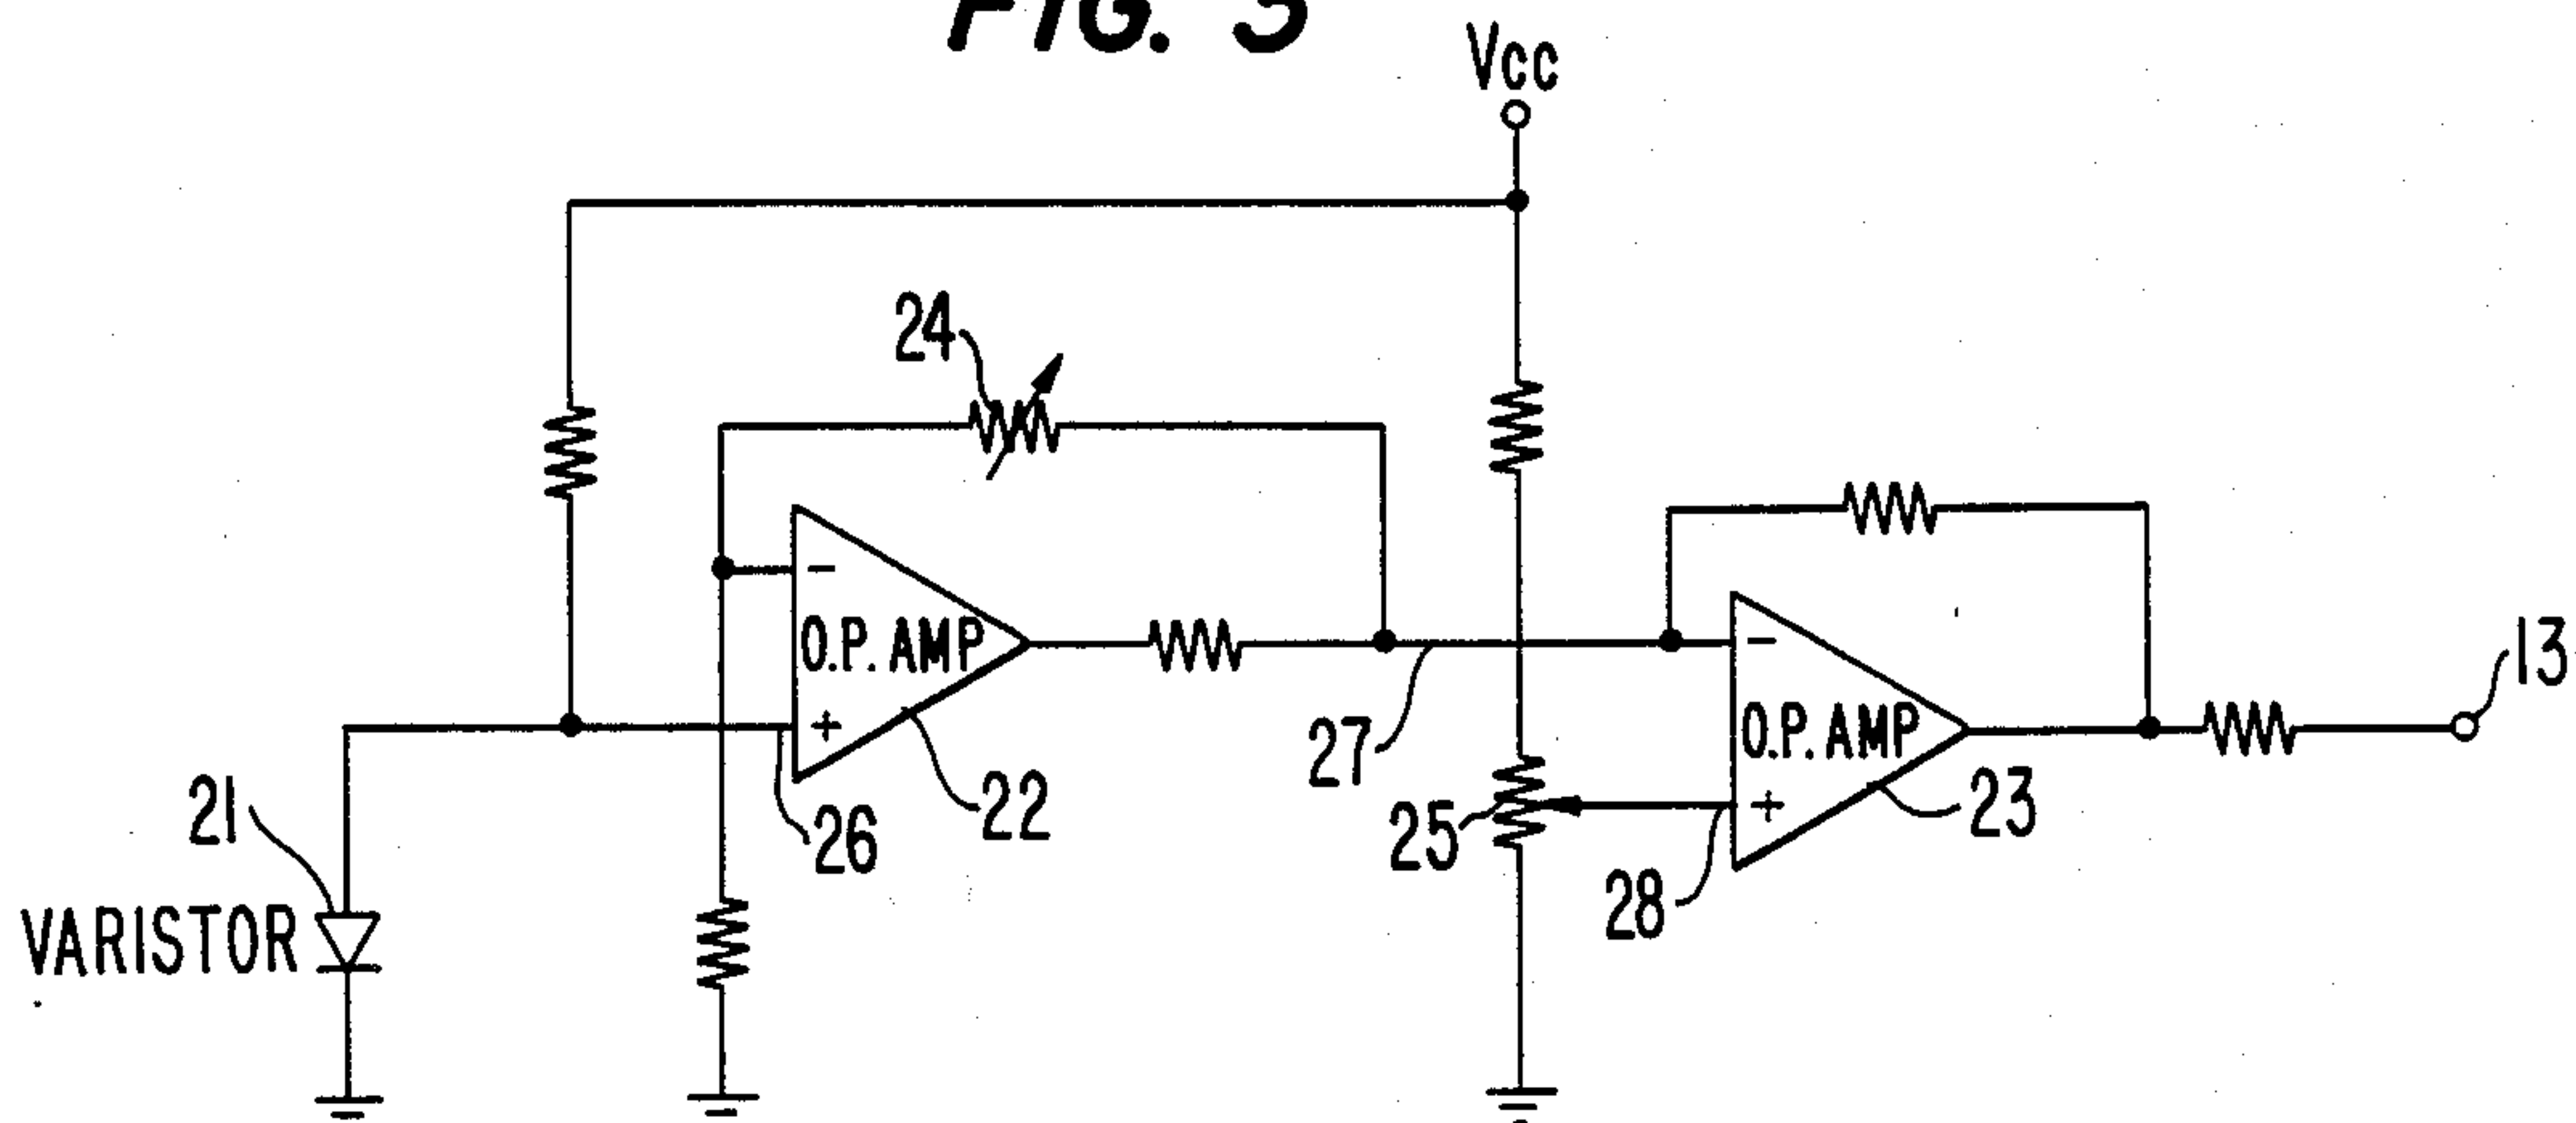 FIG. 3
Vcc
24
-
O.P. AMP
+
-
O.P. AMP
+
13
27
21
26
22
25
23
28
VARISTOR